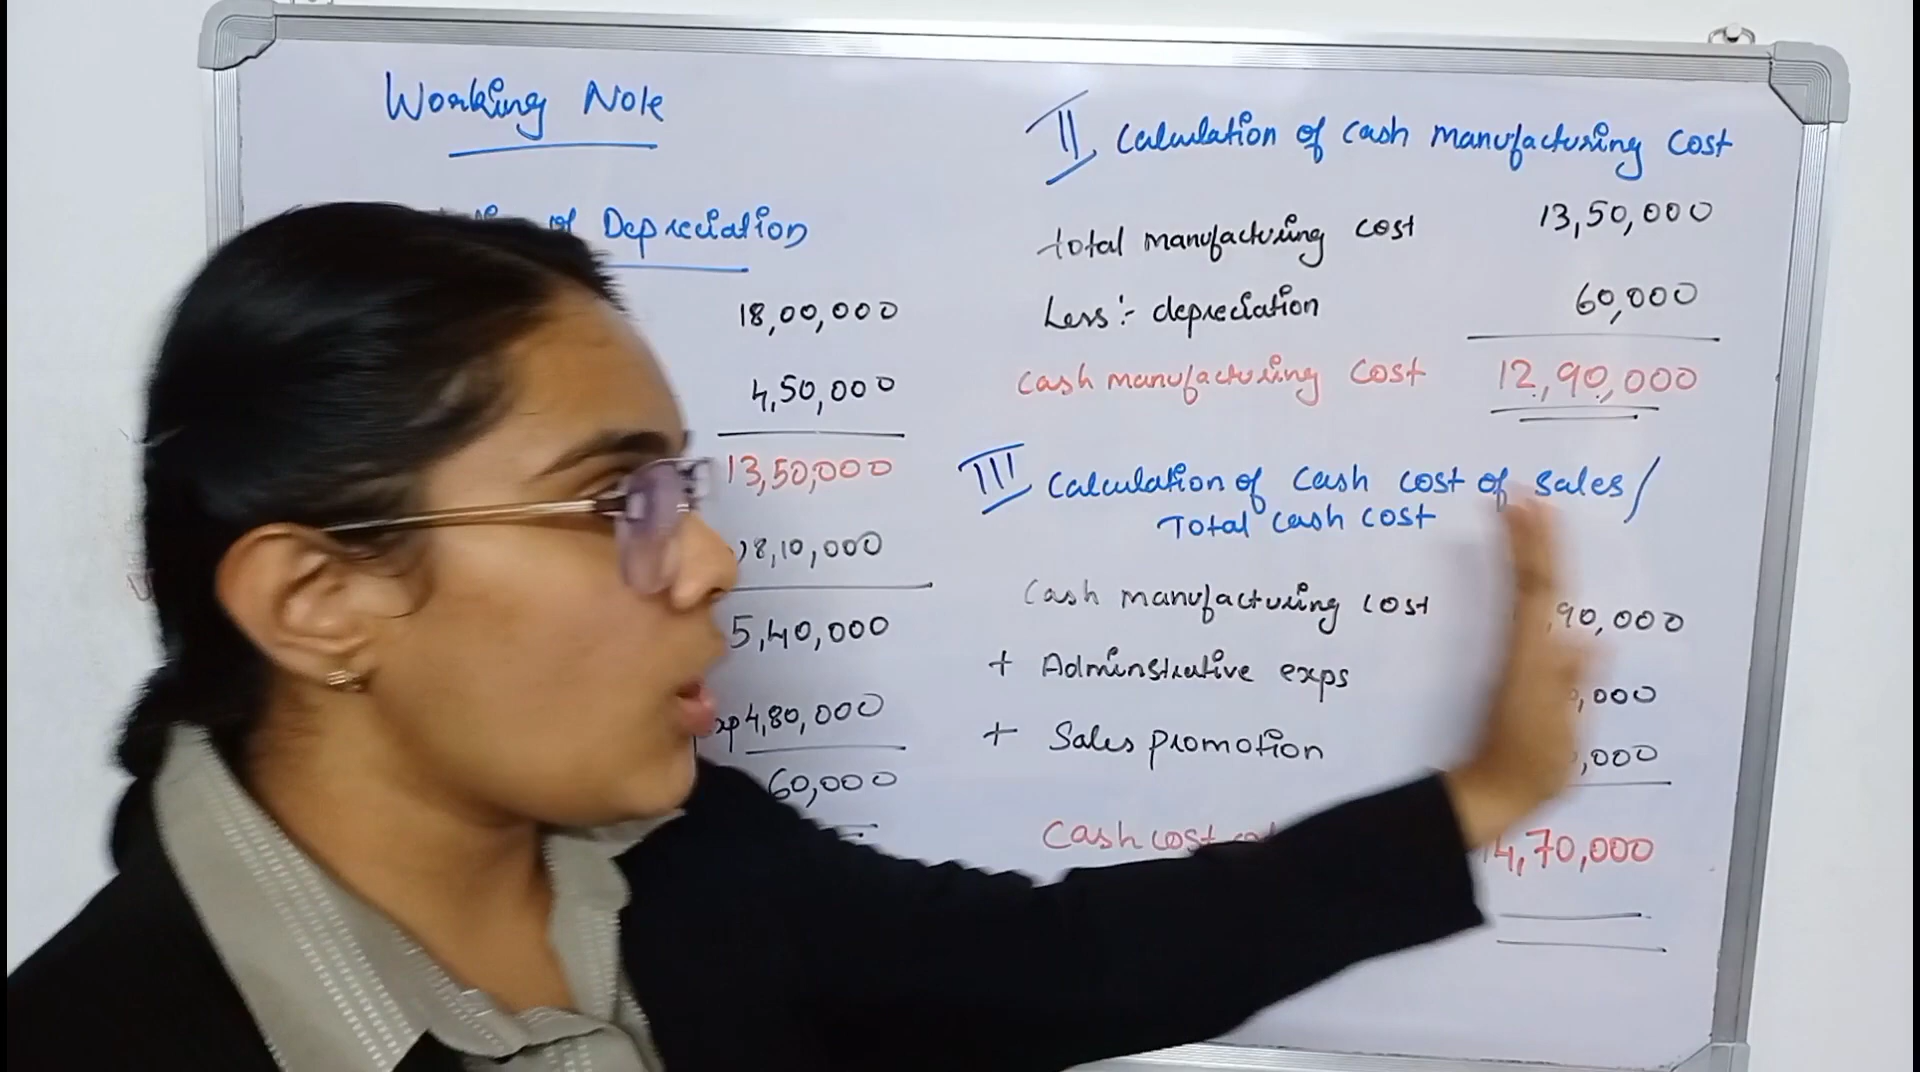 Working Note
of Depreciation
18,00,000
4,50,000
13,50,000
8,10,000
5,40,000
4,80,000
60,000
II Calculation of cash manufacturing cost
total manufacturing cost 13,50,000
Less:- depreciation 60,000
Cash manufacturing cost 12,90,000
III Calculation of cash cost of sales/
Total cash cost
Cash manufacturing cost ,90,000
+ Adminstrative exps ,000
+ Sales promotion ,000
Cash cost 4,70,000